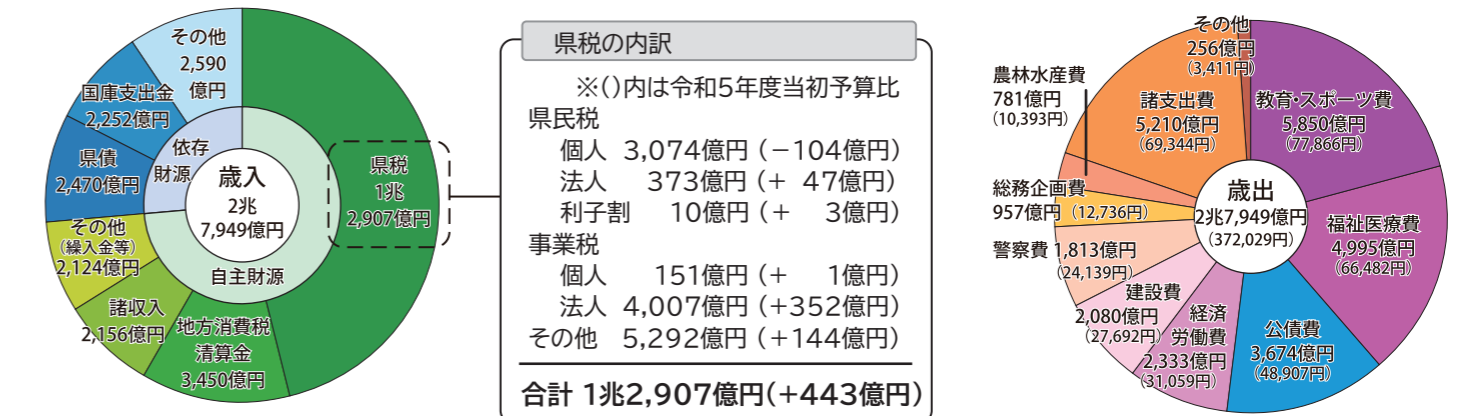 その他
2,590
億円
国庫支出金
2,252億円
県債
2,470億円
その他
(繰入金等)
2,124億円
諸収入
2,156億円
地方消費税
清算金
3,450億円
県税
1兆
2,907億円
依存
財源
自主財源
歳入
2兆
7,949億円
県税の内訳
※()内は令和5年度当初予算比
県民税
個人 3,074億円(-104億円)
法人 373億円(+ 47億円)
利子割 10億円(+ 3億円)
事業税
個人 151億円(+ 1億円)
法人 4,007億円(+352億円)
その他 5,292億円(+144億円)
合計 1兆2,907億円(+443億円)
その他
256億円
(3,411円)
農林水産費
781億円
(10,393円)
諸支出費
5,210億円
(69,344円)
教育・スポーツ費
5,850億円
(77,866円)
総務企画費
957億円(12,736円)
歳出
2兆7,949億円
(372,029円)
福祉医療費
4,995億円
(66,482円)
警察費 1,813億円
(24,139円)
建設費
2,080億円
(27,692円)
経済
労働費
2,333億円
(31,059円)
公債費
3,674億円
(48,907円)